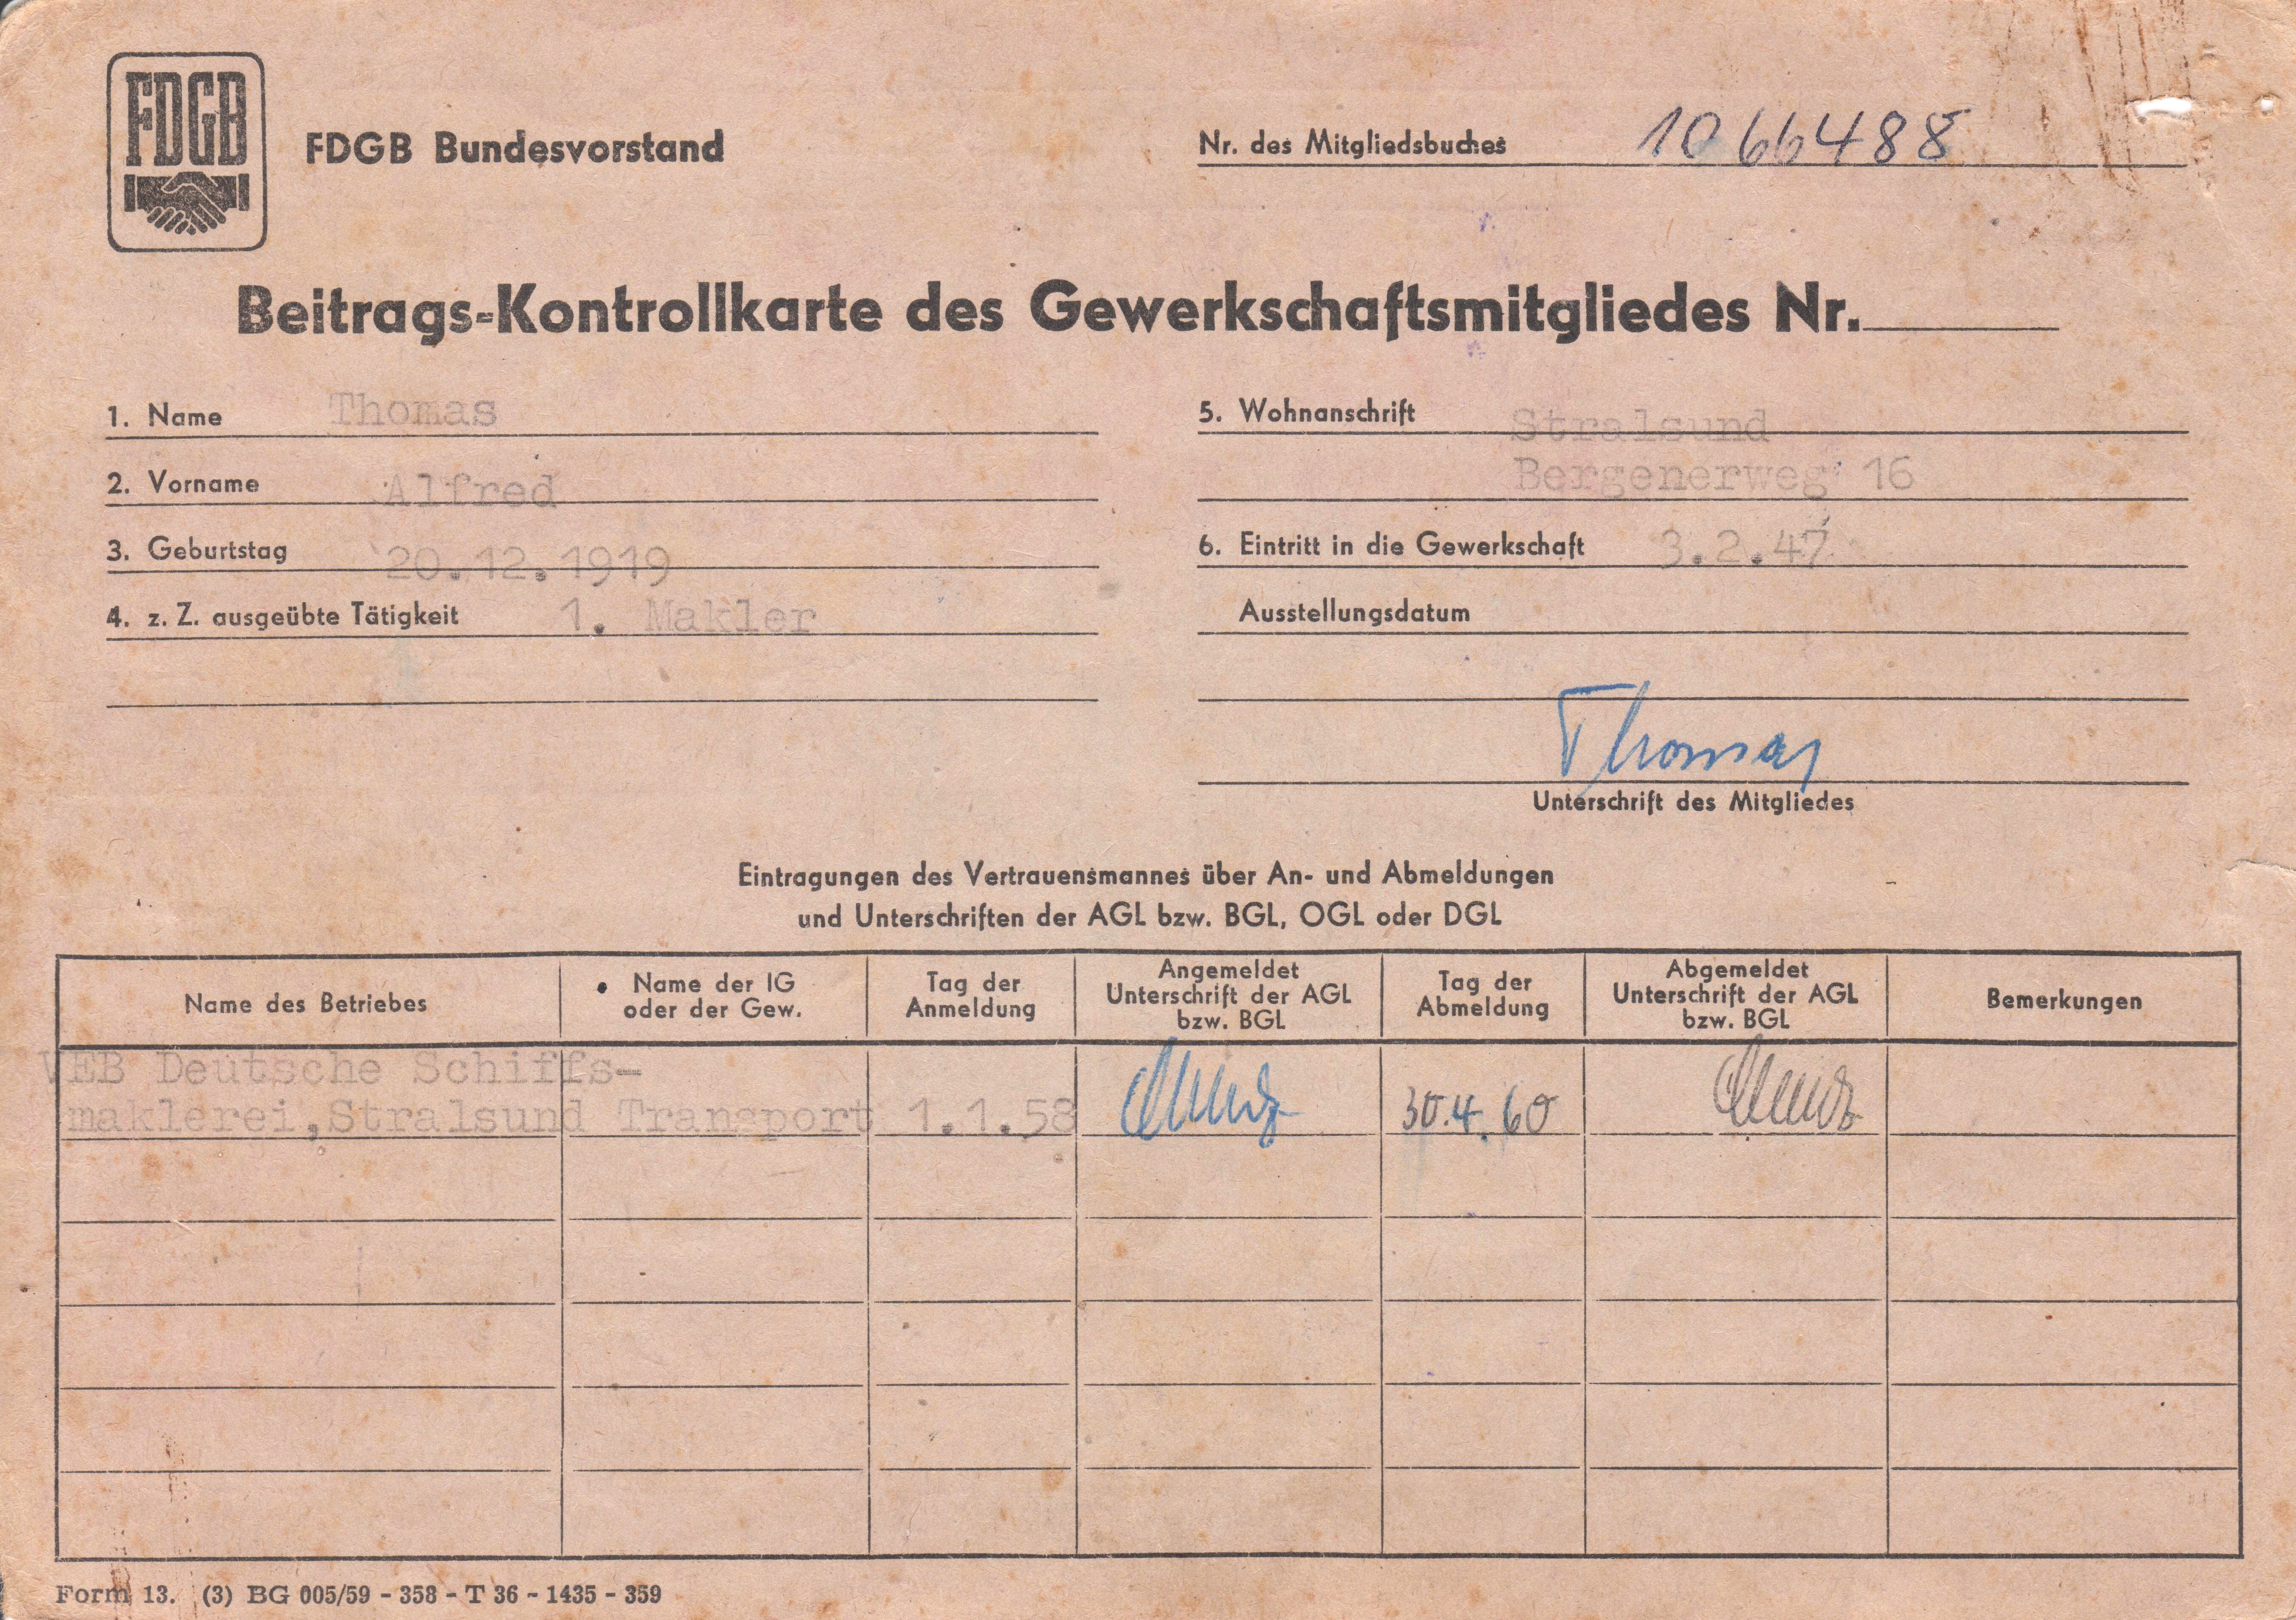 FDGB
FDGB Bundesvorstand
Nr. des Mitgliedsbuches 1066488
Beitrags-Kontrollkarte des Gewerkschaftsmitgliedes Nr.
1. Name Thomas
2. Vorname Alfred
3. Geburtstag 20.12.1919
4. z. Z. ausgeübte Tätigkeit 1. Makler
5. Wohnanschrift Stralsund
Bergenerweg 16
6. Eintritt in die Gewerkschaft 3.2.47
Ausstellungsdatum
Thomas
Unterschrift des Mitgliedes
Eintragungen des Vertrauensmannes über An- und Abmeldungen
und Unterschriften der AGL bzw. BGL, OGL oder DGL
Name des Betriebes
Name der IG
oder der Gew.
Tag der
Anmeldung
Angemeldet
Unterschrift der AGL
bzw. BGL
Tag der
Abmeldung
Abgemeldet
Unterschrift der AGL
bzw. BGL
Bemerkungen
VEB Deutsche Schiffs-
maklerei,Stralsund Transport 1.1.58 30.4.60
Form 13. (3) BG 005/59 - 358 - T 36 - 1435 - 359